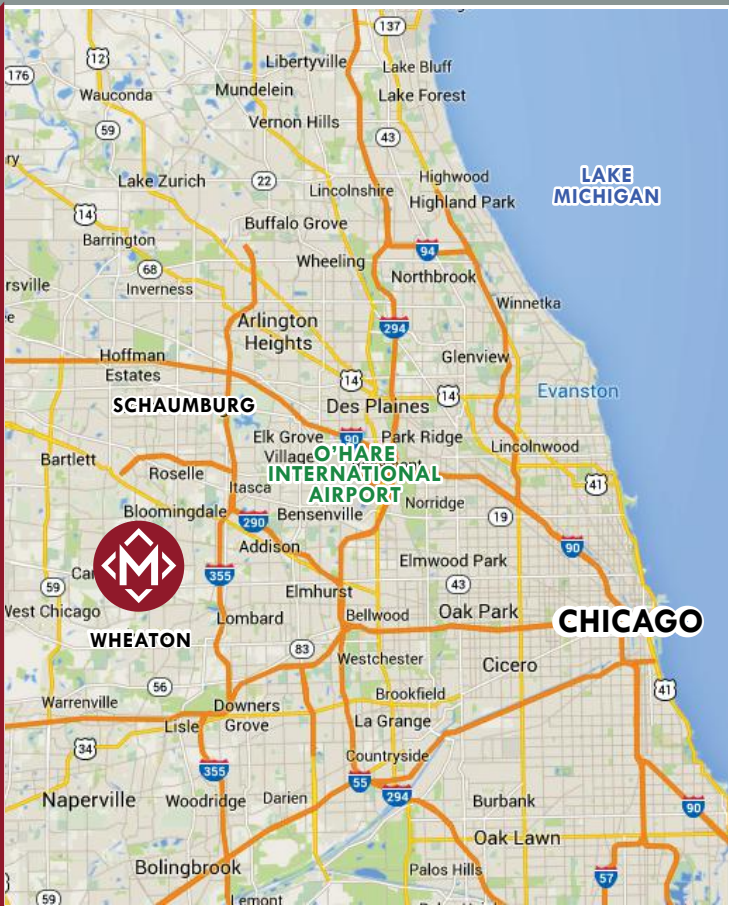 137
12
Libertyville
Lake Bluff
176
Mundelein
Wauconda
Lake Forest
Vernon Hills
59
43
Highwood
LAKE
MICHIGAN
Lake Zurich
22
Lincolnshire
Highland Park
14
Buffalo Grove
Barrington
94
Wheeling
68
Northbrook
Inverness
Winnetka
Arlington
Heights
294
Hoffman
Estates
Glenview
14
Evanston
14
SCHAUMBURG
Des Plaines
Elk Grove
Village
90
Park Ridge
Lincolnwood
Bartlett
O'HARE
INTERNATIONAL
AIRPORT
Roselle
Itasca
41
Norridge
Bloomingdale
290
Bensenville
19
Addison
90
M
Elmwood Park
355
59
43
Elmhurst
West Chicago
Lombard
Bellwood
Oak Park
CHICAGO
WHEATON
83
Westchester
Cicero
56
Brookfield
41
Warrenville
Downers
Grove
Lisle
La Grange
34
Countryside
355
55
294
Naperville
Woodridge
Darien
Burbank
90
Oak Lawn
Bolingbrook
Palos Hills
57
59
Lemont